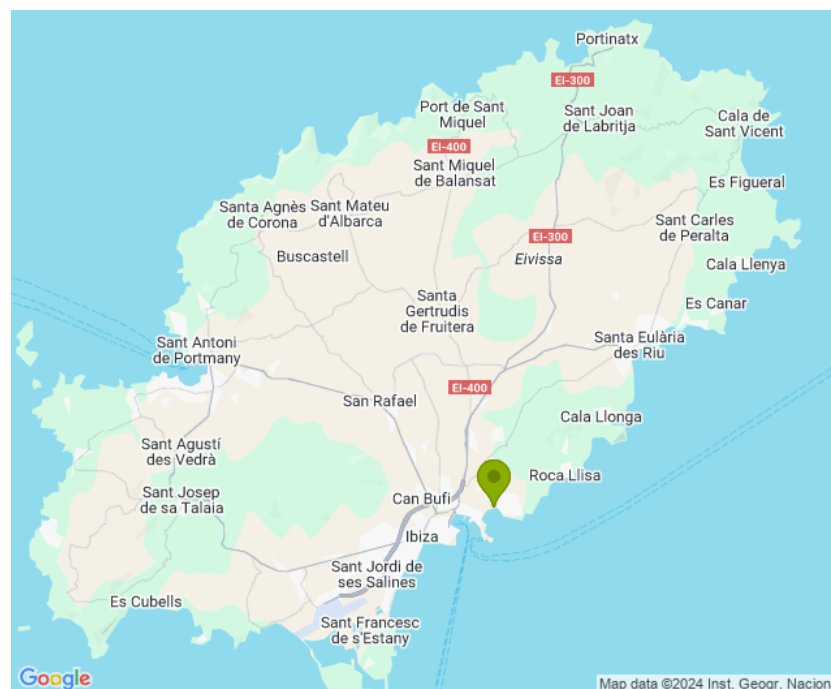 Portinatx
EI-300
Port de Sant
Miquel
Sant Joan
de Labritja
Cala de
Sant Vicent
EI-400
Sant Miquel
de Balansat
Es Figueral
Santa Agnès
de Corona
Sant Mateu
d'Albarca
Sant Carles
de Peralta
EI-300
Buscastell
Eivissa
Cala Llenya
Santa
Gertrudis
de Fruitera
Es Canar
Sant Antoni
de Portmany
Santa Eulària
des Riu
EI-400
San Rafael
Cala Llonga
Sant Agustí
des Vedrà
Roca Llisa
Sant Josep
de sa Talaia
Can Bufi
Ibiza
Sant Jordi de
ses Salines
Es Cubells
Sant Francesc
de s'Estany
Google
Map data ©2024 Inst. Geogr. Nacion